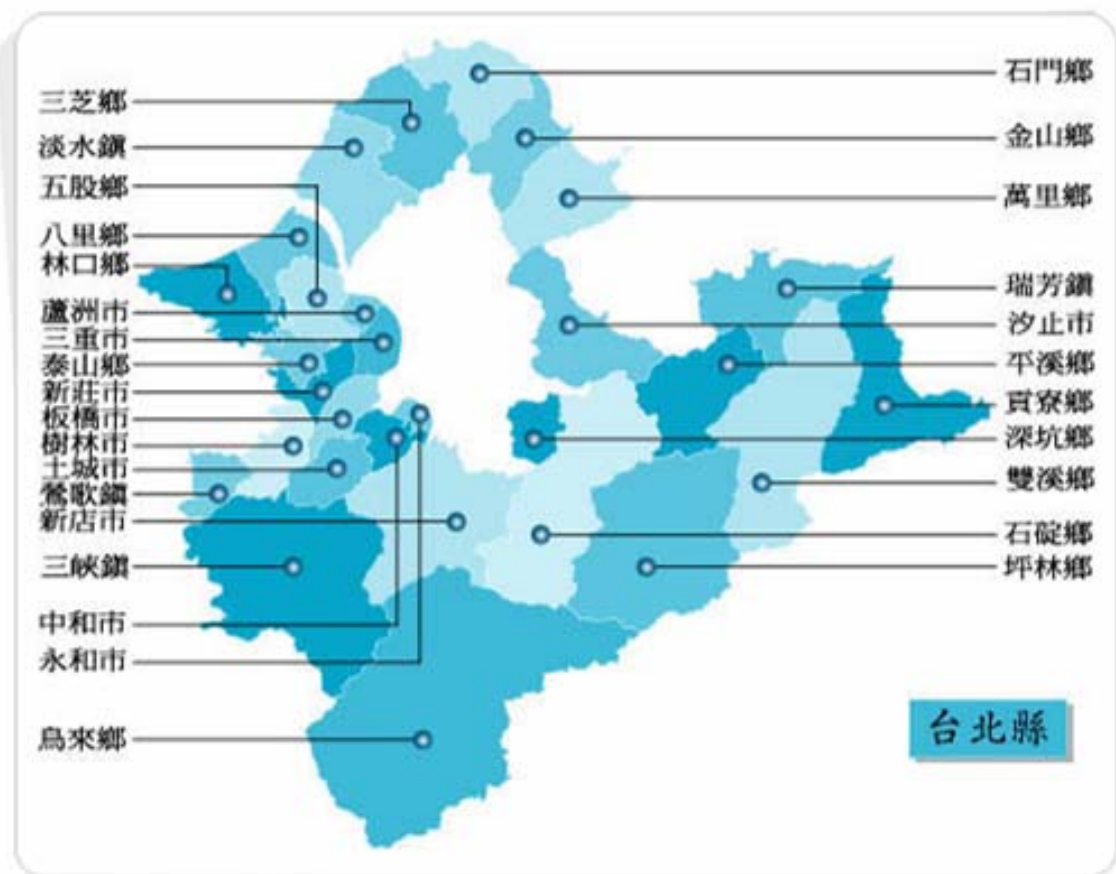 三芝鄉
淡水鎮
五股鄉
八里鄉
林口鄉
蘆洲市
三重市
泰山鄉
新莊市
板橋市
樹林市
土城市
鶯歌鎮
新店市
三峽鎮
中和市
永和市
烏來鄉
石門鄉
金山鄉
萬里鄉
瑞芳鎮
汐止市
平溪鄉
貢寮鄉
深坑鄉
雙溪鄉
石碇鄉
坪林鄉
台北縣